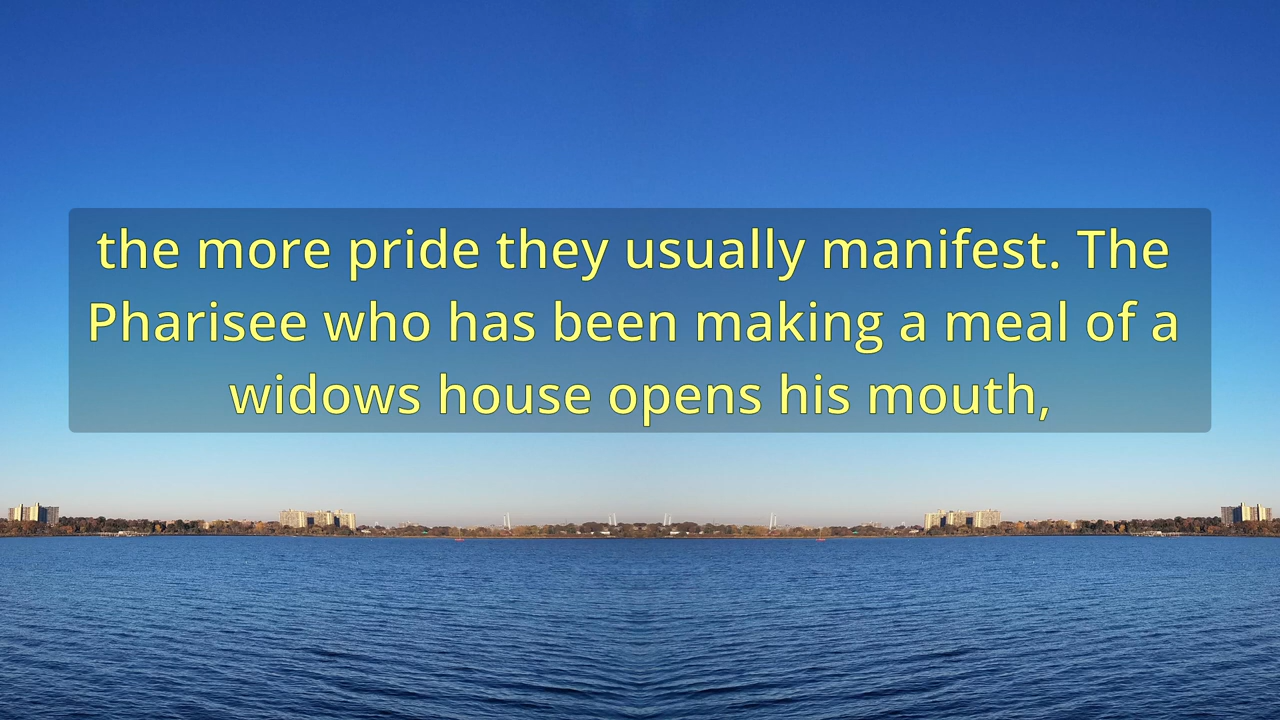 the more pride they usually manifest. The
Pharisee who has been making a meal of a
widows house opens his mouth,